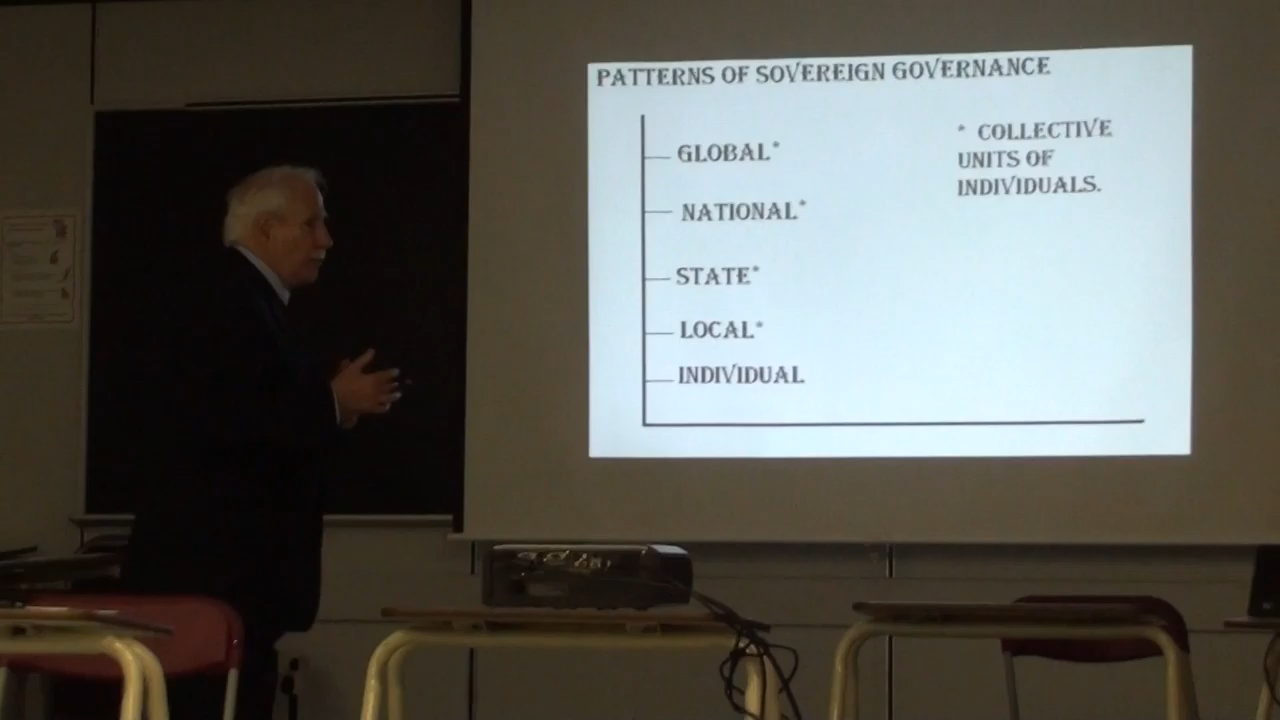 PATTERNS OF SOVEREIGN GOVERNANCE
GLOBAL*
NATIONAL*
STATE*
LOCAL*
INDIVIDUAL
* COLLECTIVE
UNITS OF
INDIVIDUALS.